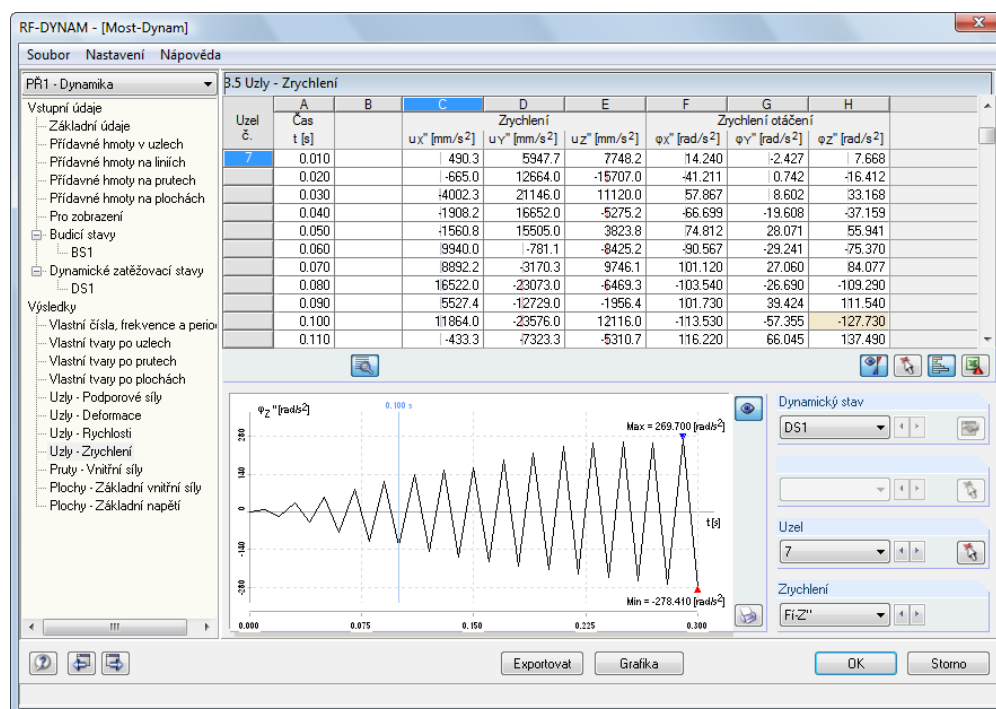 RF-DYNAM - [Most-Dynam]
Soubor Nastavení Nápověda
PŘ1 - Dynamika
Vstupní údaje
Základní údaje
Přídavné hmoty v uzlech
Přídavné hmoty na liniích
Přídavné hmoty na prutech
Přídavné hmoty na plochách
Pro zobrazení
Budicí stavy
BS1
Dynamické zatěžovací stavy
DS1
Výsledky
Vlastní čísla, frekvence a perio
Vlastní tvary po uzlech
Vlastní tvary po prutech
Vlastní tvary po plochách
Uzly - Podporové síly
Uzly - Deformace
Uzly - Rychlosti
Uzly - Zrychlení
Pruty - Vnitřní síly
Plochy - Základní vnitřní síly
Plochy - Základní napětí
3.5 Uzly - Zrychlení
A B C D E F G H
Uzel Čas Zrychlení Zrychlení otáčení
č. t [s] uX'' [mm/s²] uY'' [mm/s²] uZ'' [mm/s²] φX'' [rad/s²] φY'' [rad/s²] φZ'' [rad/s²]
7 0.010 490.3 5947.7 7748.2 14.240 -2.427 7.668
0.020 -665.0 12664.0 -15707.0 -41.211 0.742 -16.412
0.030 -4002.3 21146.0 11120.0 57.867 8.602 33.168
0.040 -1908.2 16652.0 -5275.2 -66.699 -19.608 -37.159
0.050 -1560.8 15505.0 3823.8 74.812 28.071 55.941
0.060 9940.0 -781.1 -8425.2 -90.567 -29.241 -75.370
0.070 8892.2 -3170.3 9746.1 101.120 27.060 84.077
0.080 16522.0 -23073.0 -6469.3 -103.540 -26.690 -109.290
0.090 5527.4 -12729.0 -1956.4 101.730 39.424 111.540
0.100 11864.0 -23576.0 12116.0 -113.530 -57.355 -127.730
0.110 -433.3 -7323.3 -5310.7 116.220 66.045 137.490
φZ'' [rad/s²]
0.100 s
Max = 269.700 [rad/s²]
280
140
0
-140
-280
t [s]
Min = -278.410 [rad/s²]
0.000 0.075 0.150 0.225 0.300
Dynamický stav
DS1
Uzel
7
Zrychlení
Fí-Z''
Exportovat Grafika OK Storno